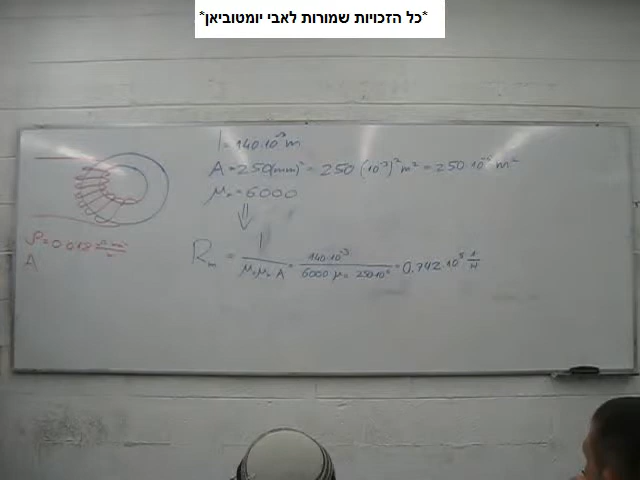 *כל הזכויות שמורות לאבי יומטוביאן*
l = 140·10⁻³ m
A = 250(mm)² = 250 (10⁻³)² m² = 250·10⁻⁶ m²
μᵣ = 6000
⇓
Rₘ = l / μ₀μᵣ A = 140·10⁻³ / 6000 μ₀ 250·10⁻⁶ = 0.742·10⁵ 1/H
ρ = 0.018
A